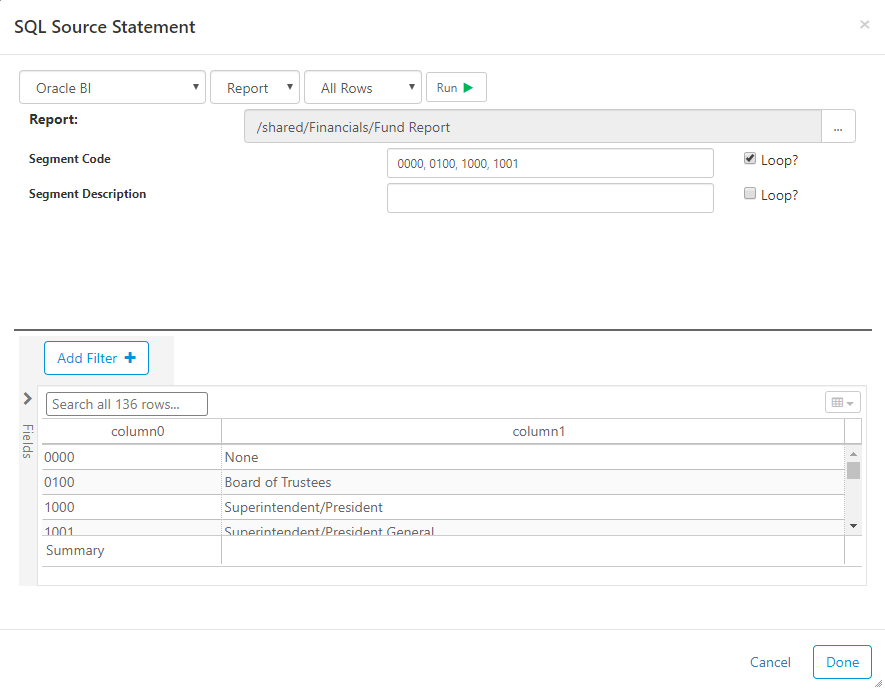 SQL Source Statement
×
Oracle BI
Report
All Rows
Run
Report:
/shared/Financials/Fund Report
...
Segment Code
0000, 0100, 1000, 1001
Loop?
Segment Description
Loop?
Add Filter
Fields
Search all 136 rows...
column0
column1
0000
None
0100
Board of Trustees
1000
Superintendent/President
1001
Superintendent/President General
Summary
Cancel
Done